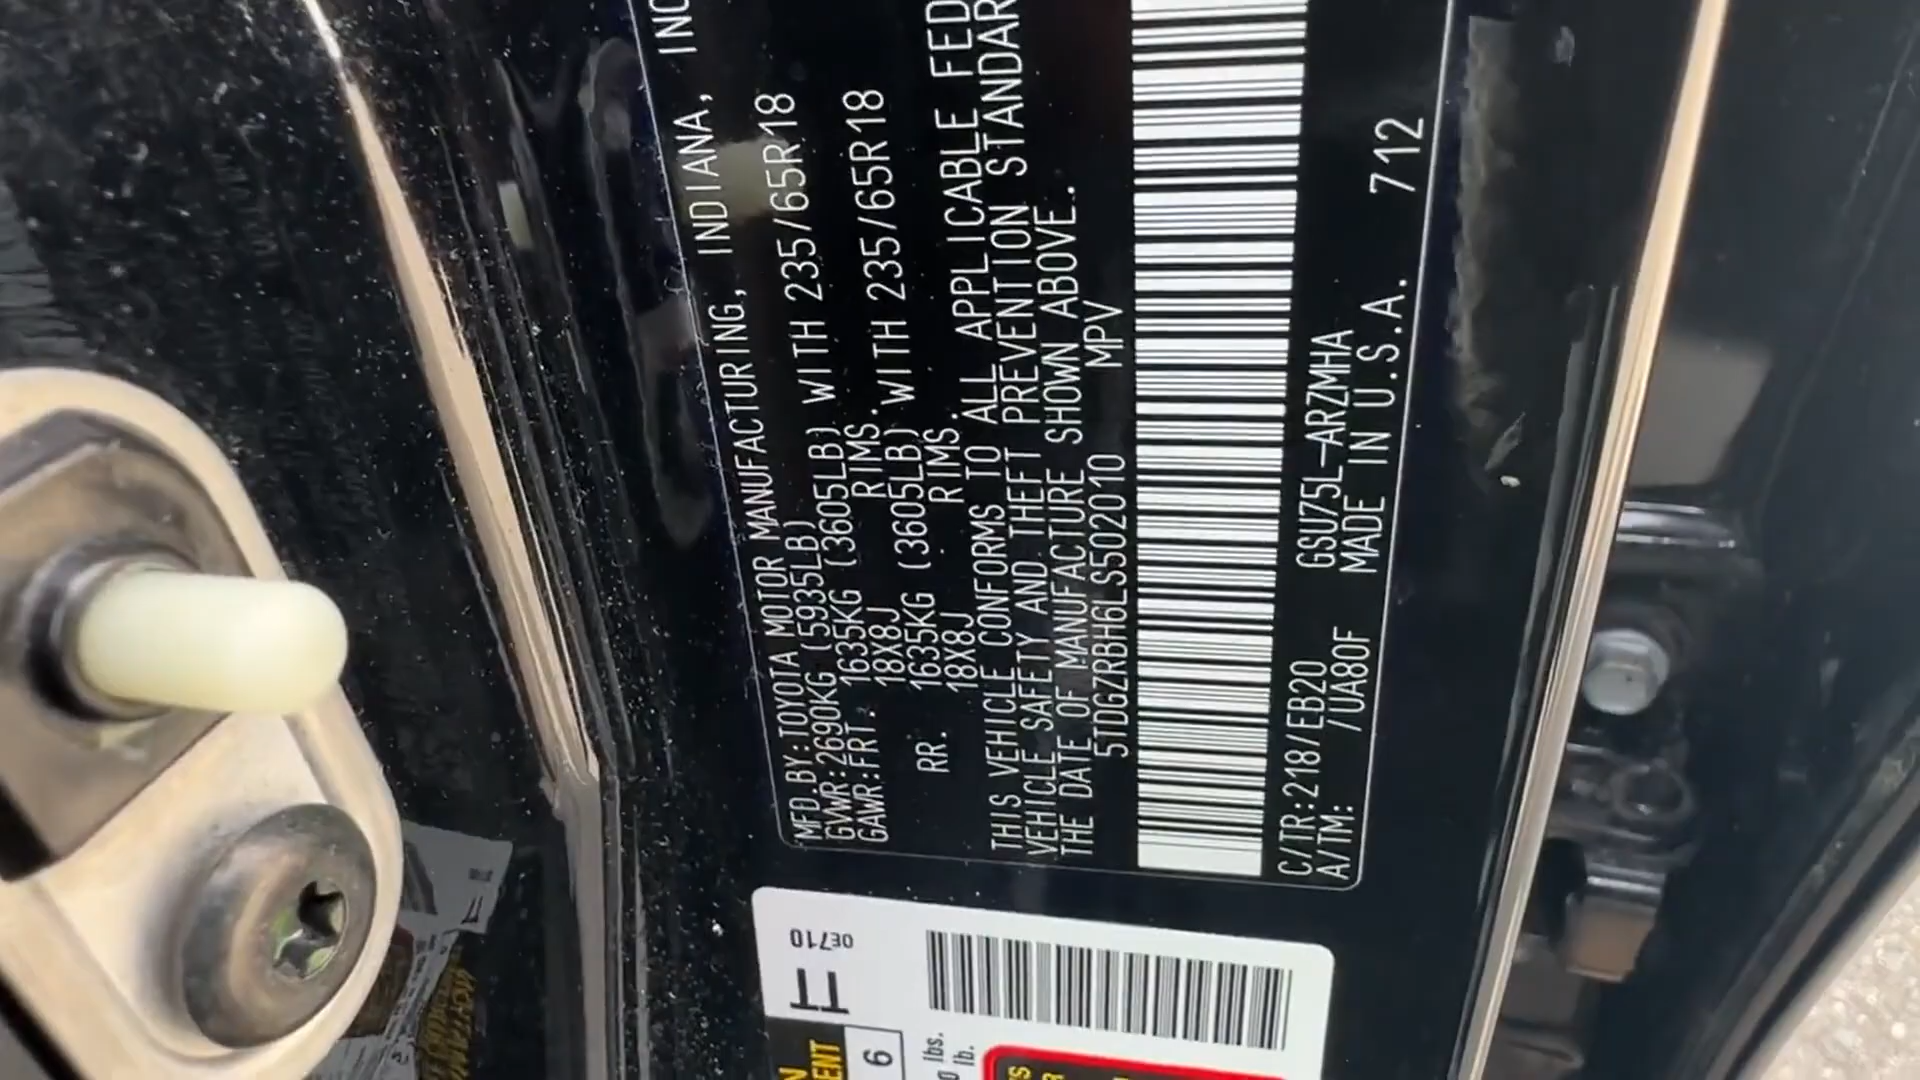 MFD.BY:TOYOTA MOTOR MANUFACTURING, INDIANA, INC
GVWR:2690KG (5935LB)
GAWR:FRT. 1635KG (3605LB) WITH 235/65R18
18X8J RIMS.
RR. 1635KG (3605LB) WITH 235/65R18
18X8J RIMS.
THIS VEHICLE CONFORMS TO ALL APPLICABLE FED
VEHICLE SAFETY AND THEFT PREVENTION STANDAR
THE DATE OF MANUFACTURE SHOWN ABOVE.
5TDGZRBH6LS502010 MPV
C/TR:218/EB20 GSU75L-ARZMHA
A/TM: /UA80F MADE IN U.S.A. 712
TT 0E710
6
lbs.
lb.